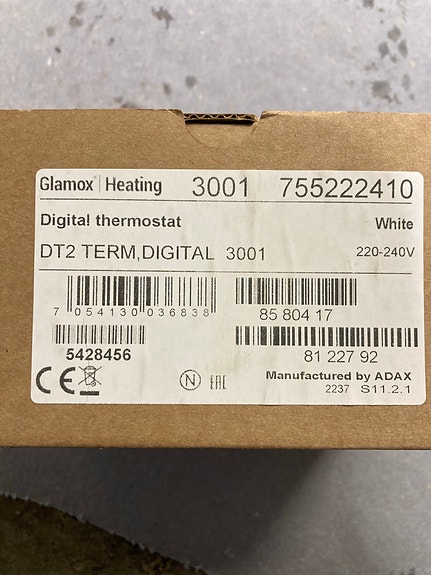 Glamox Heating 3001 755222410
Digital thermostat White
DT2 TERM,DIGITAL 3001 220-240V
7 054130 036838
85 804 17
5428456
81 227 92
CE N EAC
Manufactured by ADAX
2237 S11.2.1